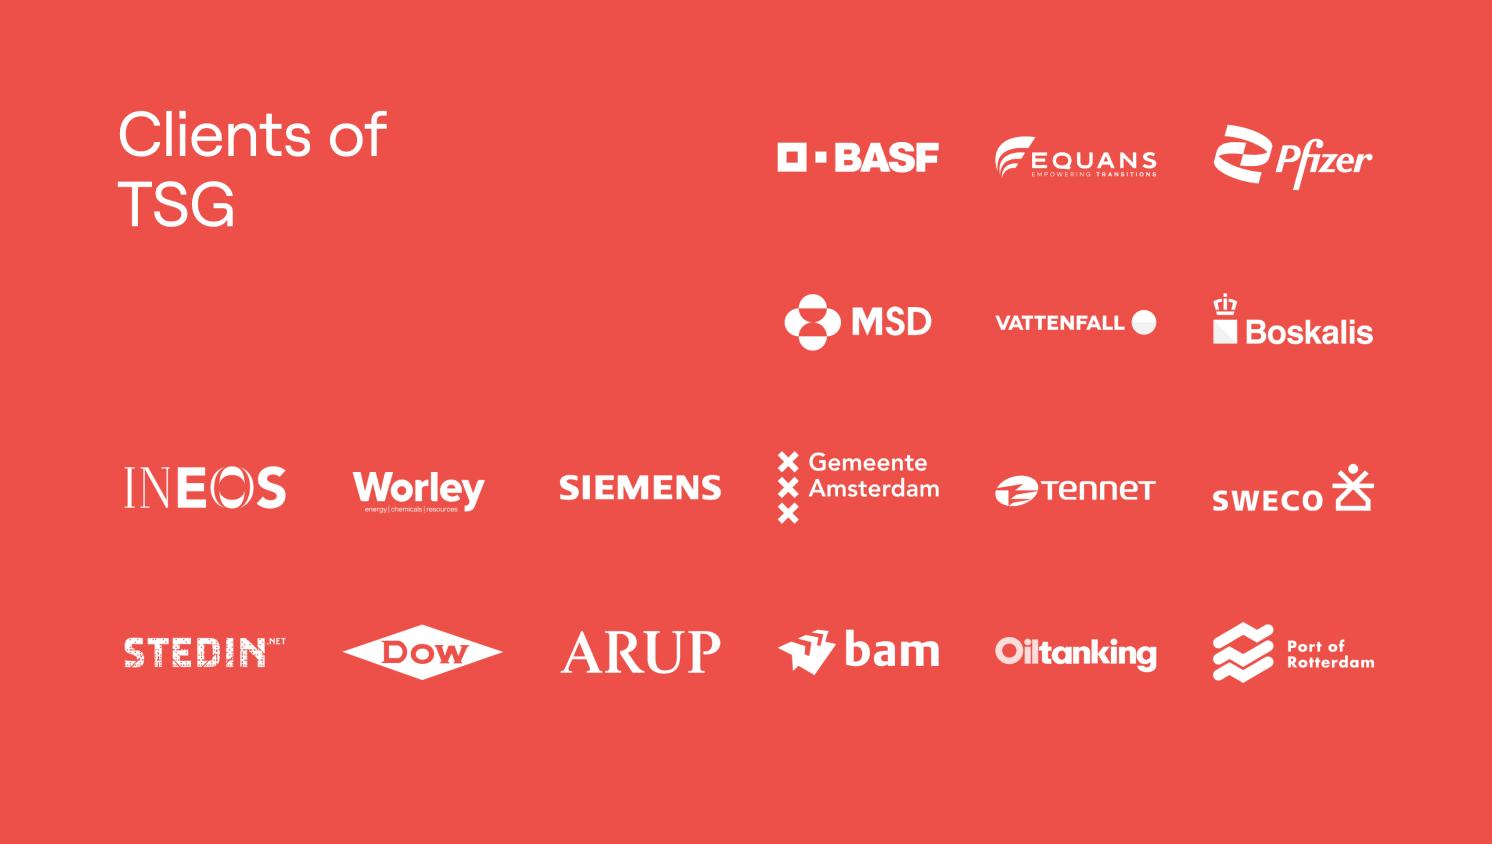 Clients of
TSG
BASF
EQUANS
EMPOWERING TRANSITIONS
Pfizer
MSD
VATTENFALL
Boskalis
INEOS
Worley
energy | chemicals | resources
SIEMENS
Gemeente
Amsterdam
TenneT
SWECO
STEDIN.NET
Dow
ARUP
bam
Oiltanking
Port of
Rotterdam